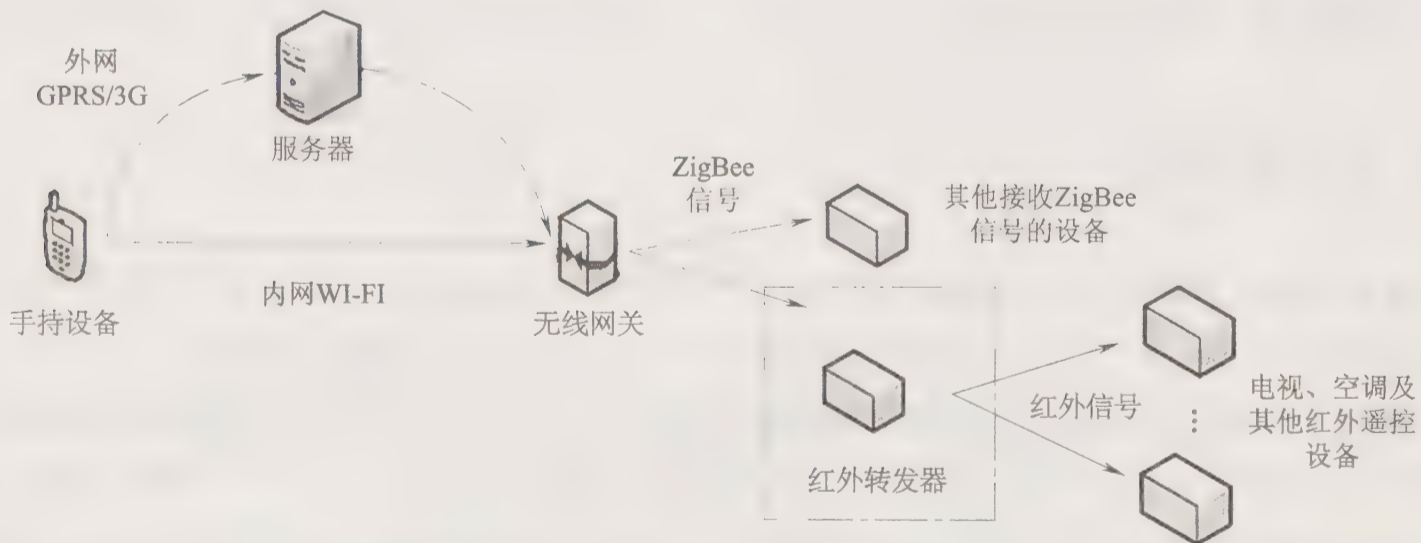 外网
GPRS/3G
服务器
手持设备
内网WI-FI
无线网关
ZigBee
信号
其他接收ZigBee
信号的设备
红外转发器
红外信号
电视、空调及
其他红外遥控
设备